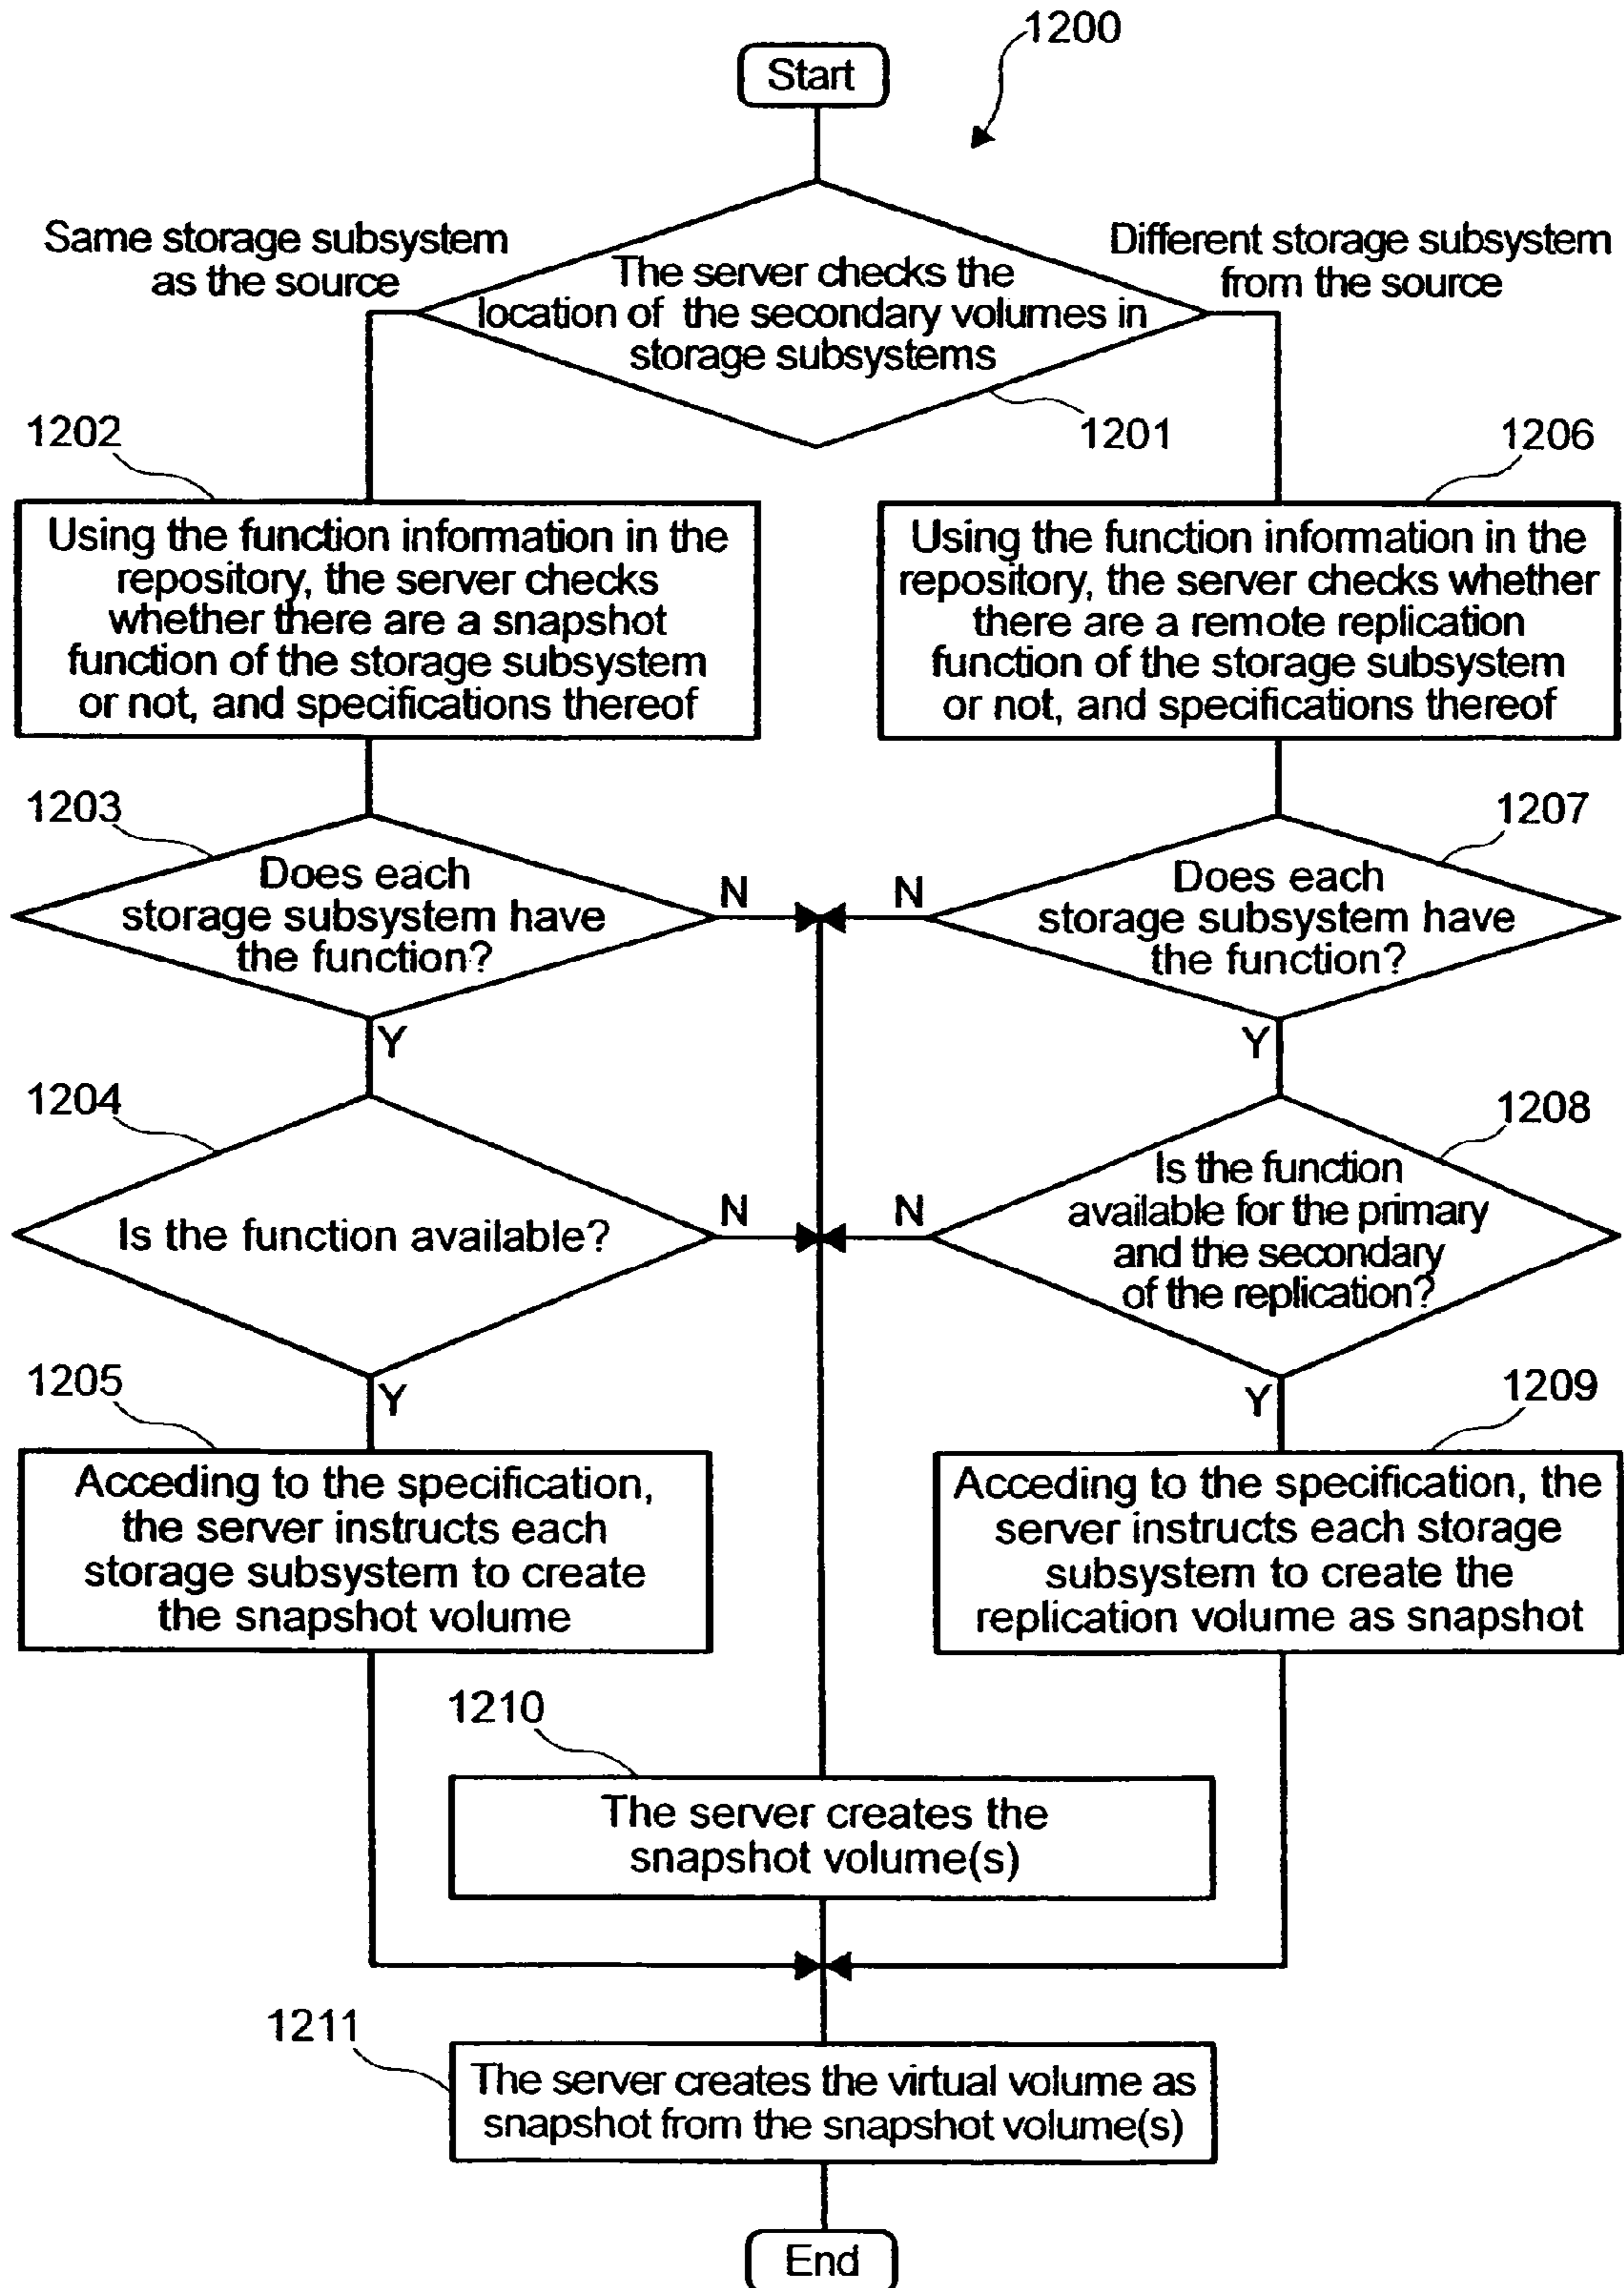 1200
Start
Same storage subsystem
as the source
Different storage subsystem
from the source
The server checks the
location of the secondary volumes in
storage subsystems
1201
1202
1206
Using the function information in the
repository, the server checks
whether there are a snapshot
function of the storage subsystem
or not, and specifications thereof
Using the function information in the
repository, the server checks whether
there are a remote replication
function of the storage subsystem
or not, and specifications thereof
1203
1207
Does each
storage subsystem have
the function?
N
N
Does each
storage subsystem have
the function?
Y
Y
1204
1208
Is the function available?
N
N
Is the function
available for the primary
and the secondary
of the replication?
Y
Y
1205
1209
Acceding to the specification,
the server instructs each
storage subsystem to create
the snapshot volume
Acceding to the specification, the
server instructs each storage
subsystem to create the
replication volume as snapshot
1210
The server creates the
snapshot volume(s)
1211
The server creates the virtual volume as
snapshot from the snapshot volume(s)
End